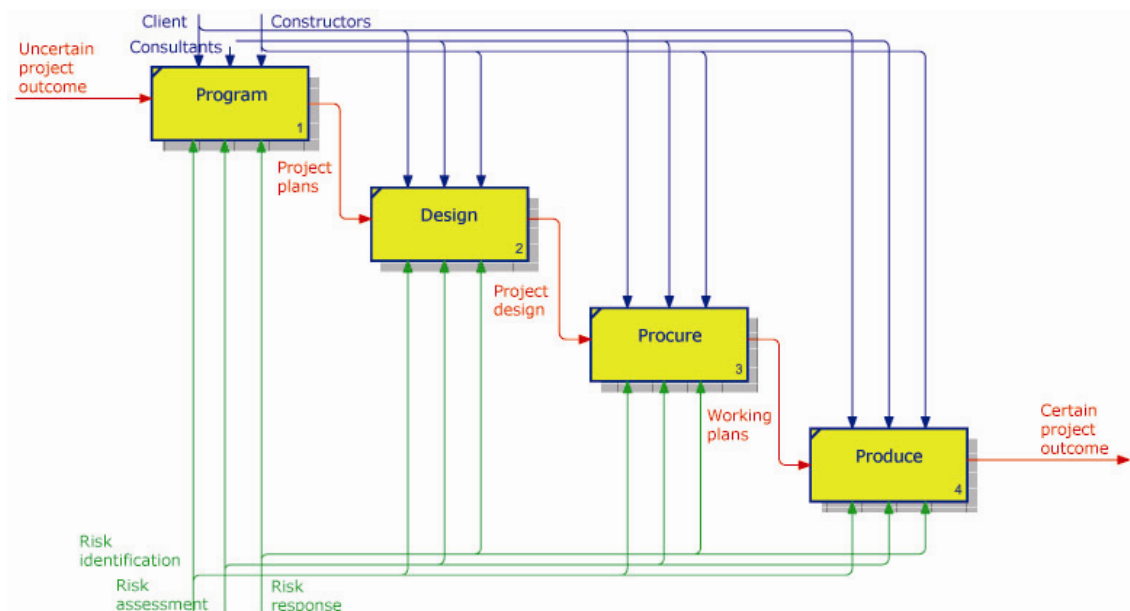 Client
Constructors
Consultants
Uncertain
project
outcome
Program
1
Project
plans
Design
2
Project
design
Procure
3
Working
plans
Certain
project
outcome
Produce
4
Risk
identification
Risk
assessment
Risk
response